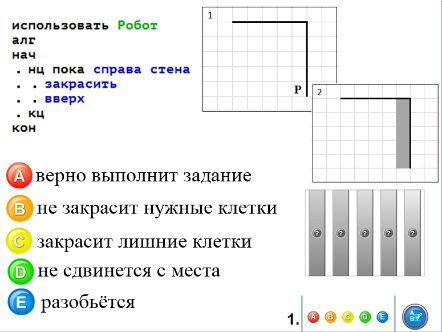 использовать Робот
алг
нач
. нц пока справа стена
. . закрасить
. . вверх
. кц
кон
1
Р
2
A верно выполнит задание
B не закрасит нужные клетки
C закрасит лишние клетки
D не сдвинется с места
E разобьётся
? ? ? ? ?
1. A B C D E